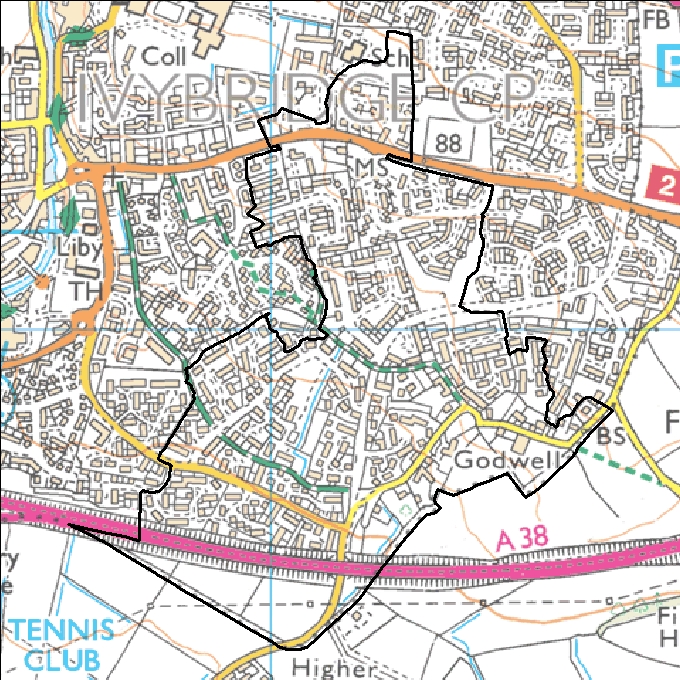 FB
Coll
Sch
P
IVYBRIDGE CP
88
MS
2
Liby
TH
F
BS
Godwell
A 38
ry
e
TENNIS
CLUB
Fi
H
Higher